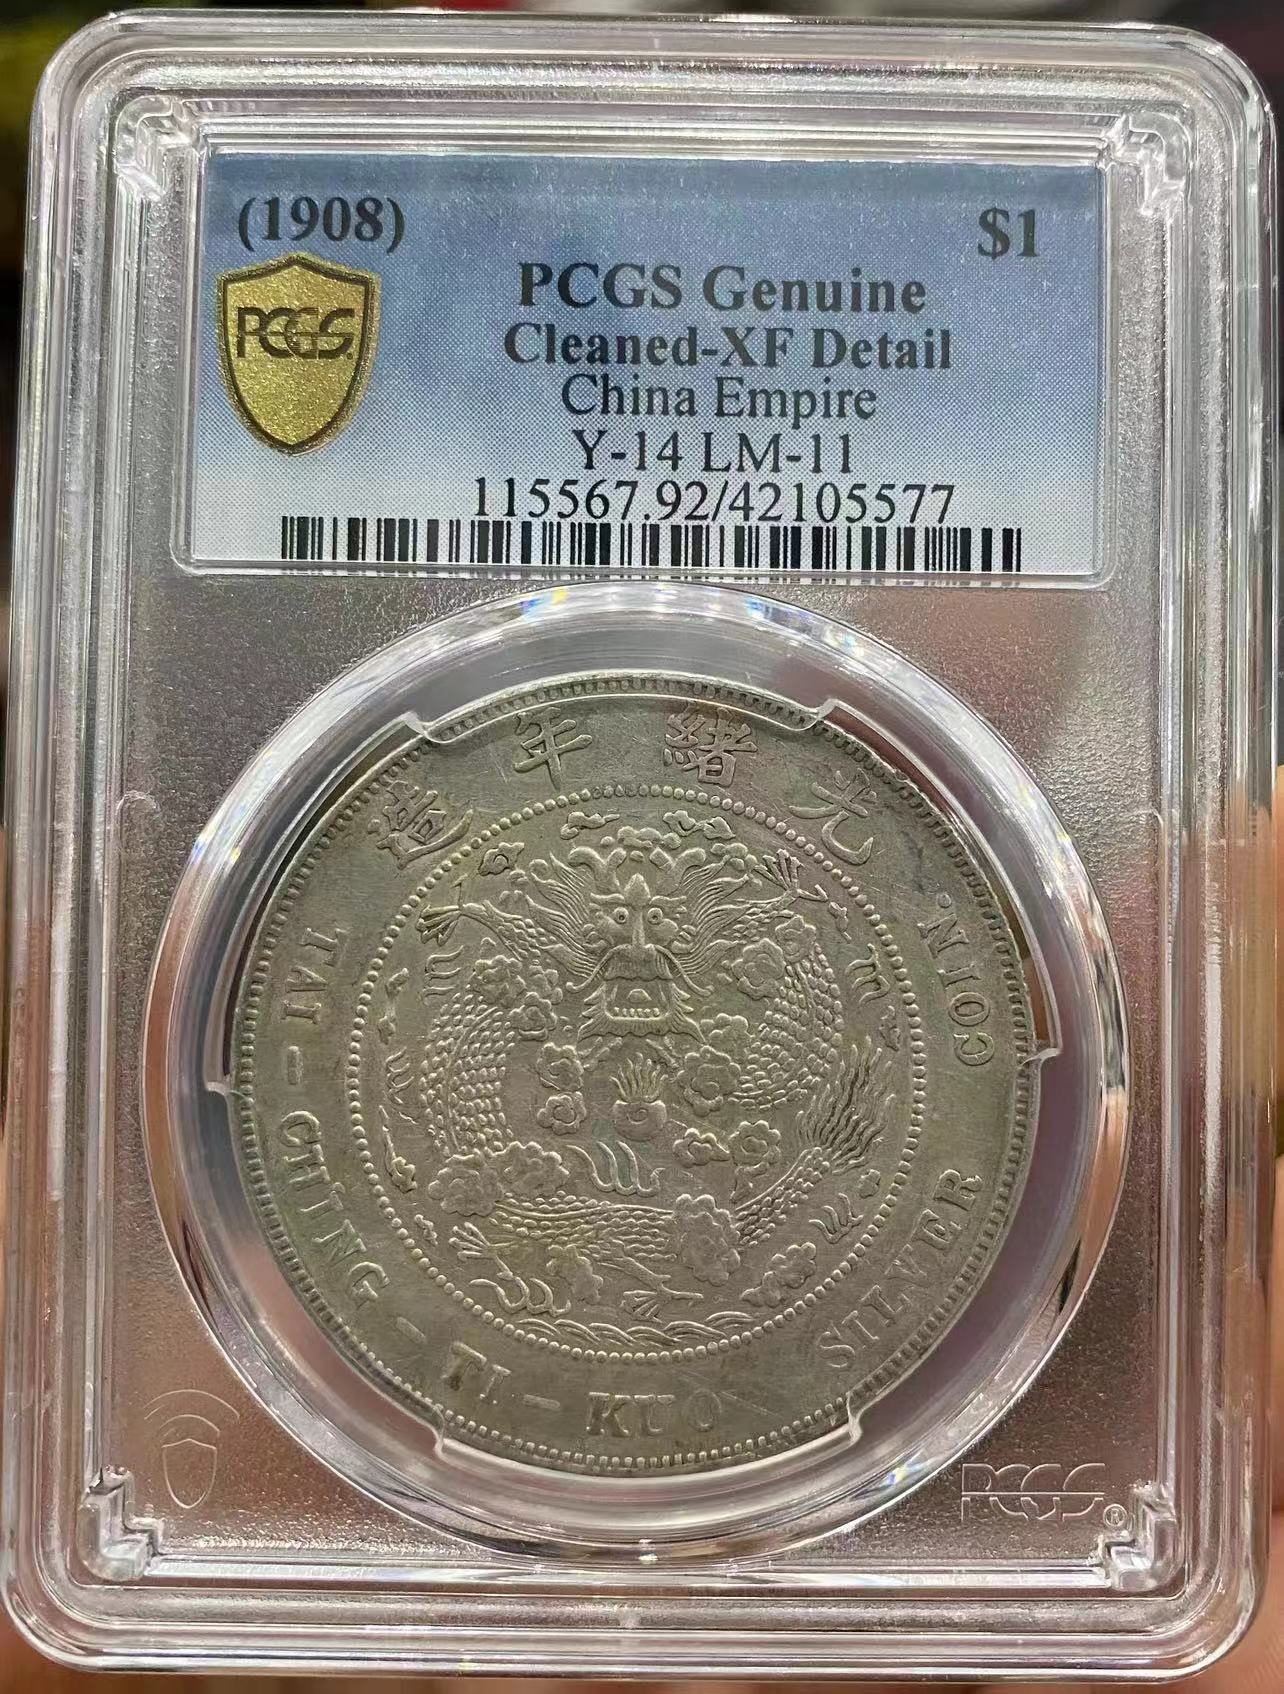 (1908) $1
PCGS
PCGS Genuine
Cleaned-XF Detail
China Empire
Y-14 LM-11
115567.92/42105577
造年緒光
TAI-CHING-TI-KUO SILVER COIN.
PCGS®